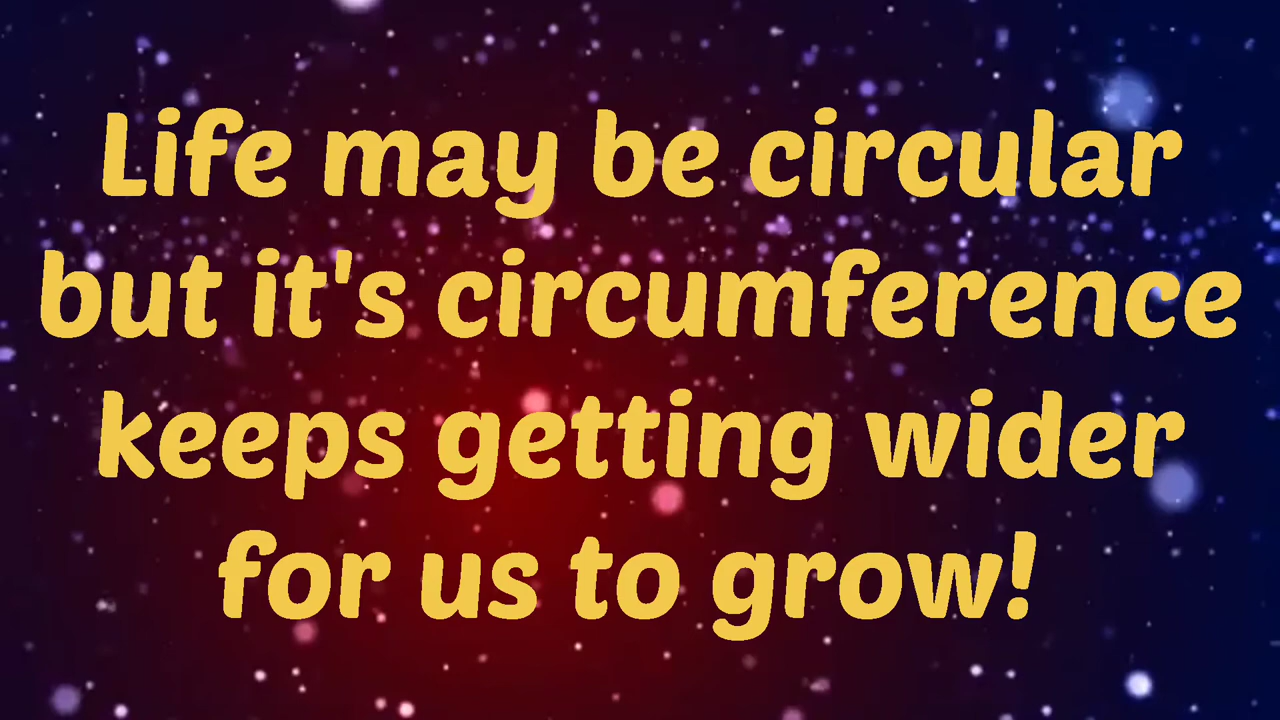 Life may be circular
but it's circumference
keeps getting wider
for us to grow!